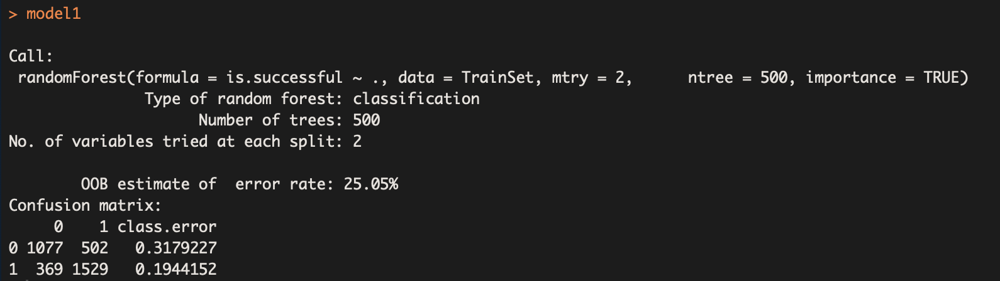 > model1
Call:
randomForest(formula = is.successful ~ ., data = TrainSet, mtry = 2,      ntree = 500, importance = TRUE)
Type of random forest: classification
Number of trees: 500
No. of variables tried at each split: 2
OOB estimate of  error rate: 25.05%
Confusion matrix:
     0    1 class.error
0 1077  502   0.3179227
1  369 1529   0.1944152